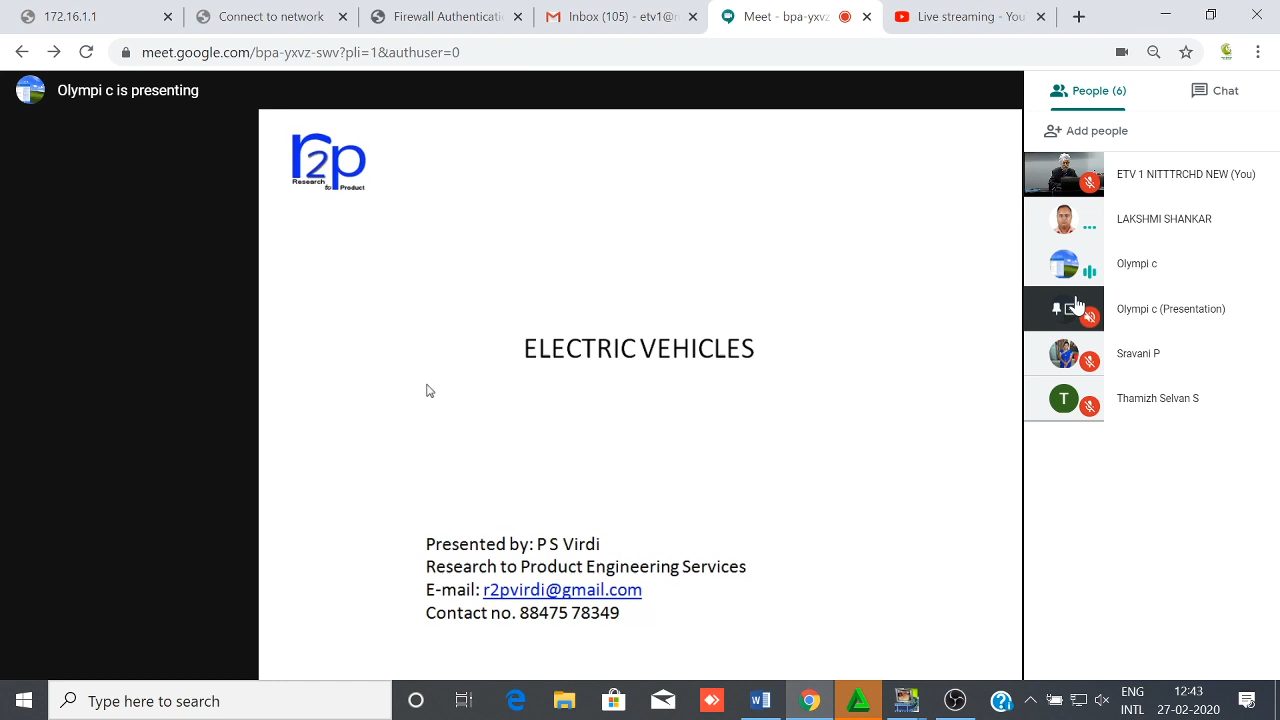 172.16.1.1
Connect to network
Firewall Authentication
Inbox (105) - etv1@n
Meet - bpa-yxvz
Live streaming - You
meet.google.com/bpa-yxvz-swv?pli=1&authuser=0
Olympi c is presenting
People (6)
Chat
Add people
r2p
Research
to Product
ETV 1 NITTTRCHD NEW (You)
LAKSHMI SHANKAR
Olympi c
Olympi c (Presentation)
Sravani P
T
Thamizh Selvan S
ELECTRIC VEHICLES
Presented by: P S Virdi
Research to Product Engineering Services
E-mail: r2pvirdi@gmail.com
Contact no. 88475 78349
Type here to search
ENG
INTL
12:43
27-02-2020